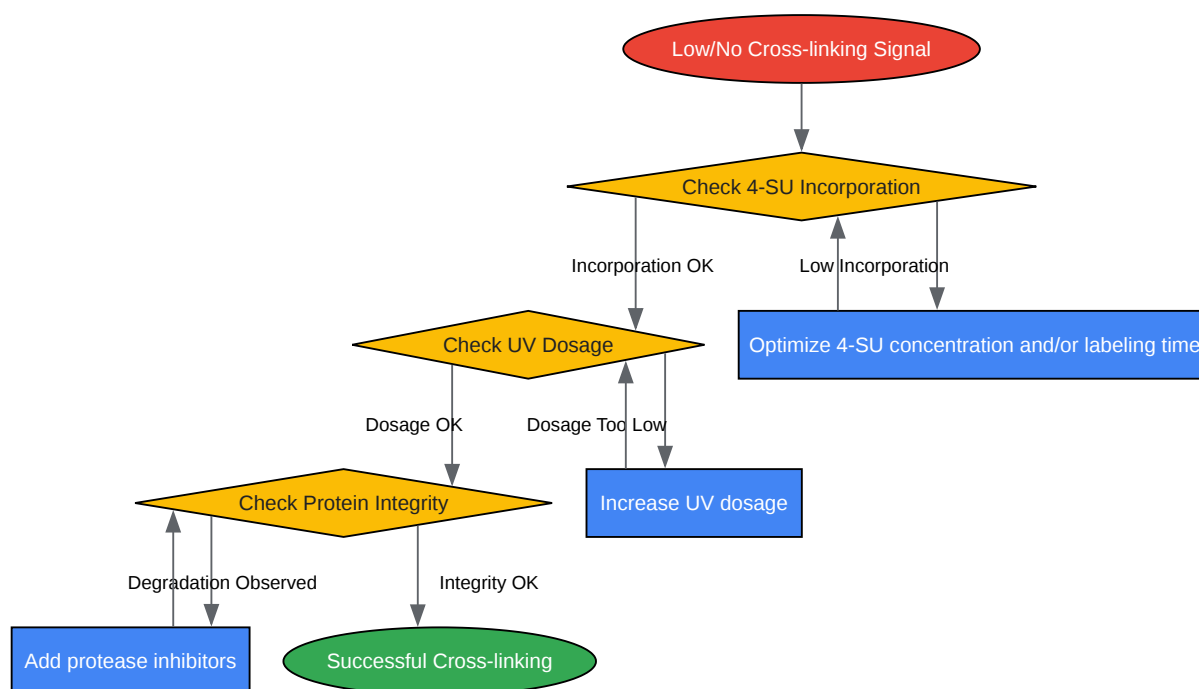 Low/No Cross-linking Signal
Check 4-SU Incorporation
Incorporation OK
Low Incorporation
Check UV Dosage
Optimize 4-SU concentration and/or labeling time
Dosage OK
Dosage Too Low
Check Protein Integrity
Increase UV dosage
Degradation Observed
Integrity OK
Add protease inhibitors
Successful Cross-linking